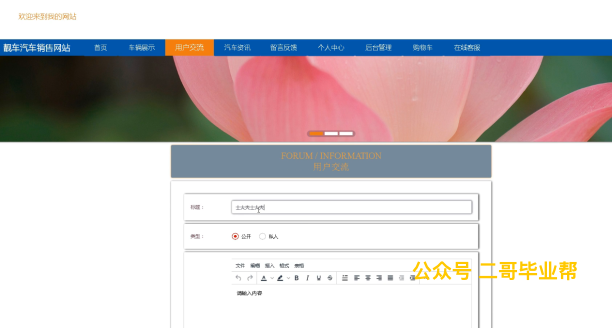 欢迎来到我的网站
靓车汽车销售网站 首页 车辆展示 用户交流 汽车资讯 留言反馈 个人中心 后台管理 购物车 在线客服
FORUM / INFORMATION
用户交流
标题： 士大夫士大夫
类型： 公开 私人
文件 编辑 插入 格式 表格
请输入内容
公众号 二哥毕业帮